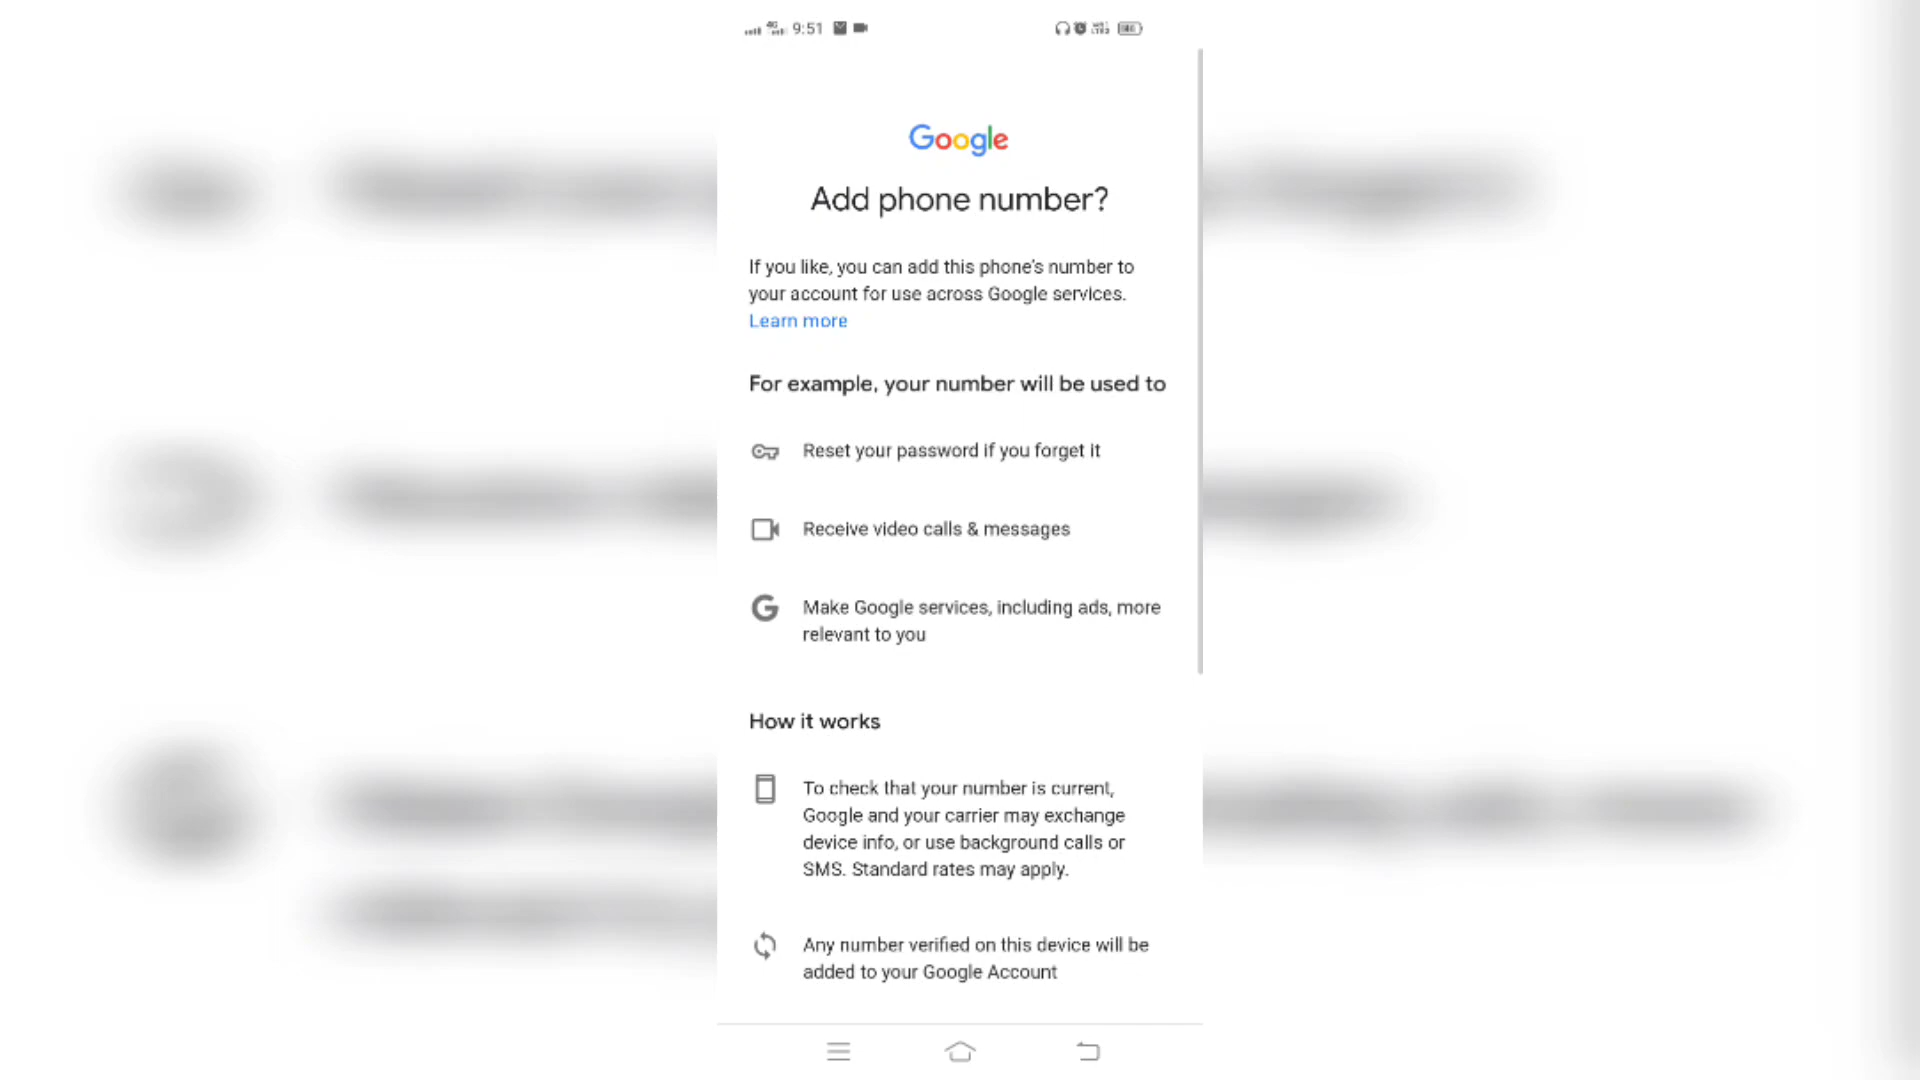 4G 9:51
Google
Add phone number?
If you like, you can add this phone's number to
your account for use across Google services.
Learn more
For example, your number will be used to
Reset your password if you forget it
Receive video calls & messages
Make Google services, including ads, more
relevant to you
How it works
To check that your number is current,
Google and your carrier may exchange
device info, or use background calls or
SMS. Standard rates may apply.
Any number verified on this device will be
added to your Google Account